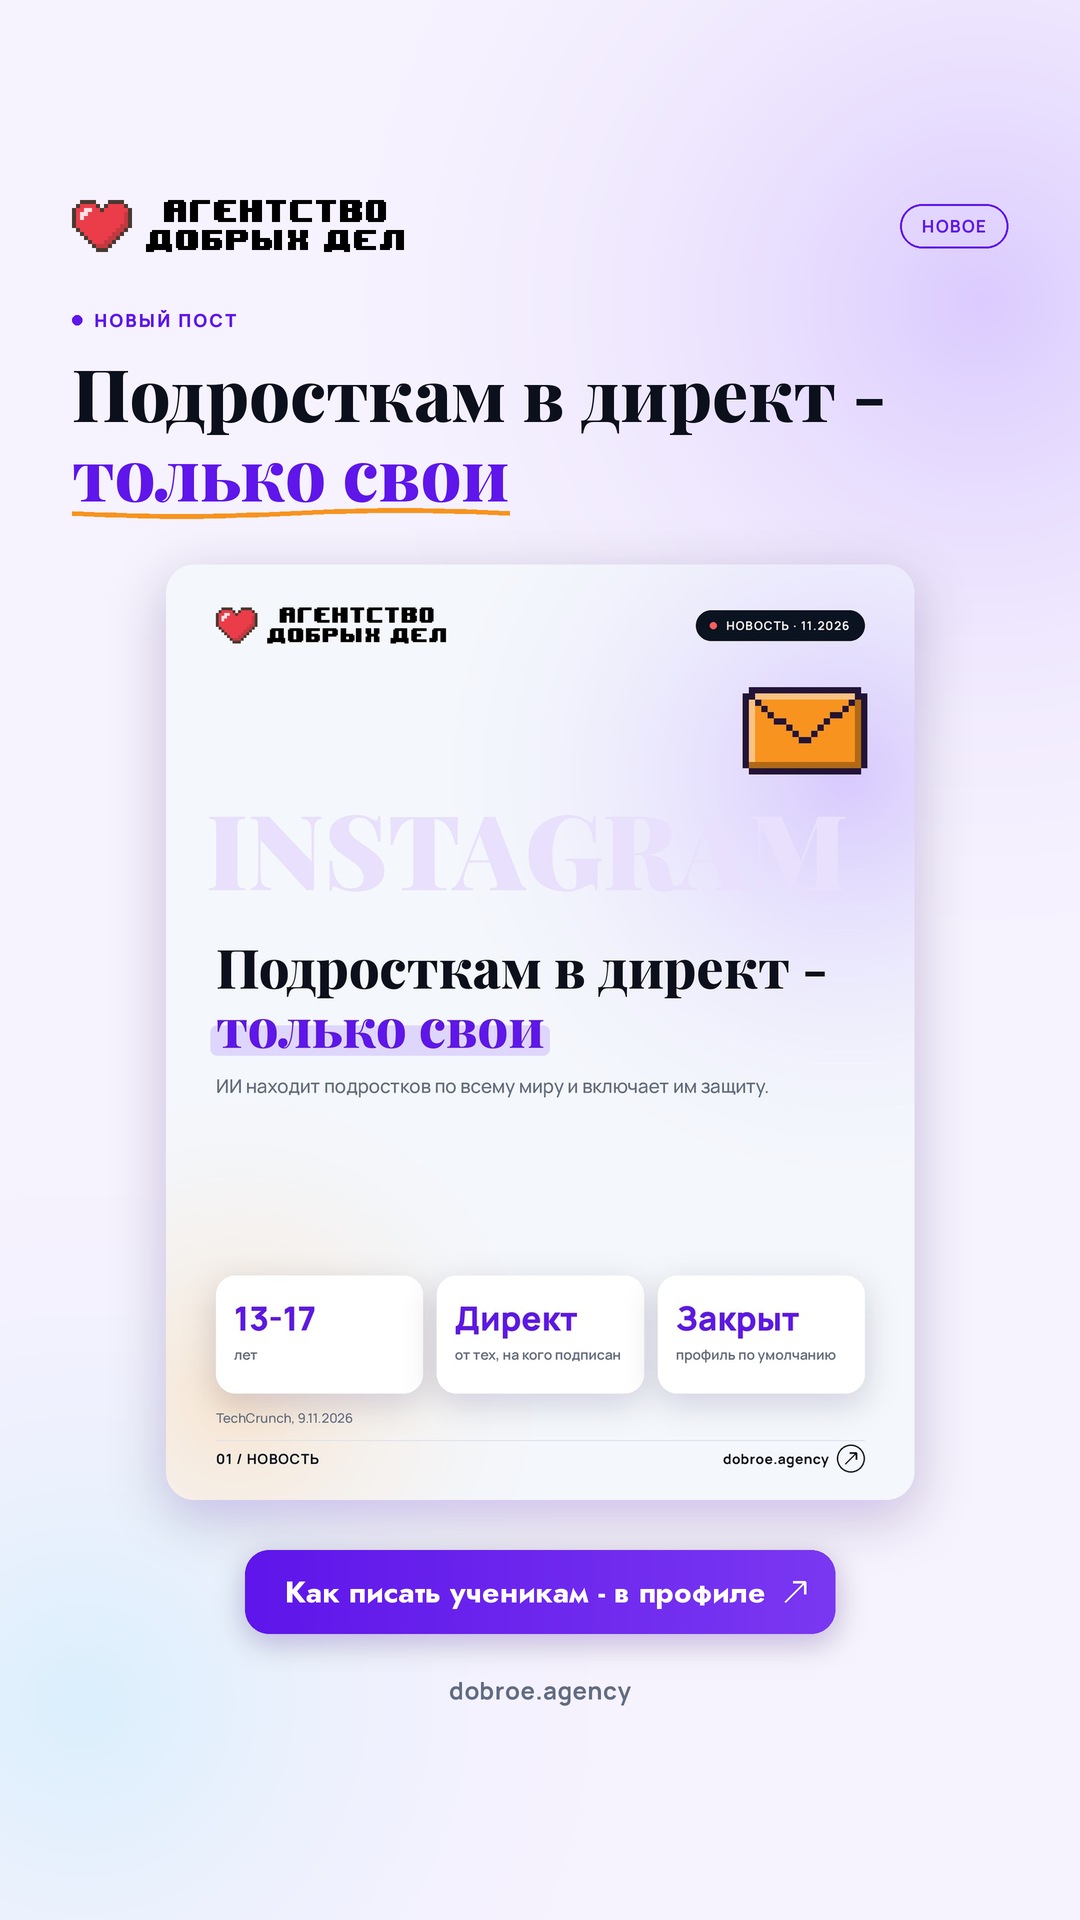 АГЕНТСТВО
ДОБРЫХ ДЕЛ
НОВОЕ
НОВЫЙ ПОСТ
Подросткам в директ -
только свои
АГЕНТСТВО
ДОБРЫХ ДЕЛ
НОВОСТЬ · 11.2026
INSTAGRAM
Подросткам в директ -
только свои
ИИ находит подростков по всему миру и включает им защиту.
13-17
лет
Директ
от тех, на кого подписан
Закрыт
профиль по умолчанию
TechCrunch, 9.11.2026
01 / НОВОСТЬ
dobroe.agency
Как писать ученикам - в профиле
dobroe.agency